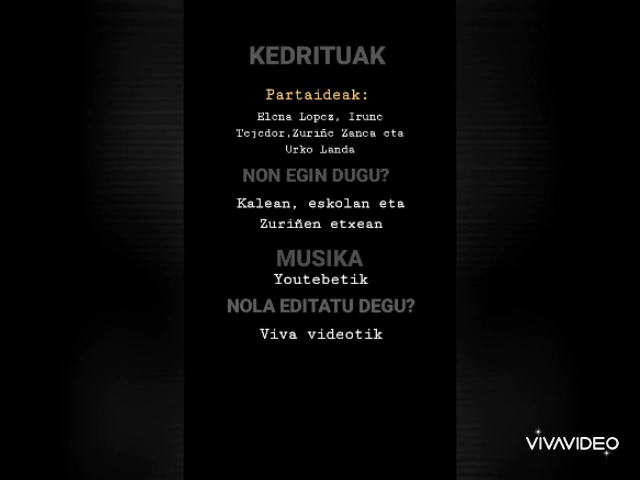 KEDRITUAK
Partaideak:
Elena Lopez, Irune
Tejedor,Zuriñe Zanca eta
Urko Landa
NON EGIN DUGU?
Kalean, eskolan eta
Zuriñen etxean
MUSIKA
Youtebetik
NOLA EDITATU DEGU?
Viva videotik
VIVAVIDEO